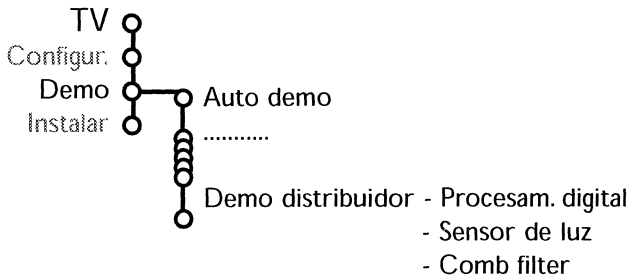 TV
Configur.
Demo
Auto demo
Instalar
...........
Demo distribuidor - Procesam. digital
- Sensor de luz
- Comb filter